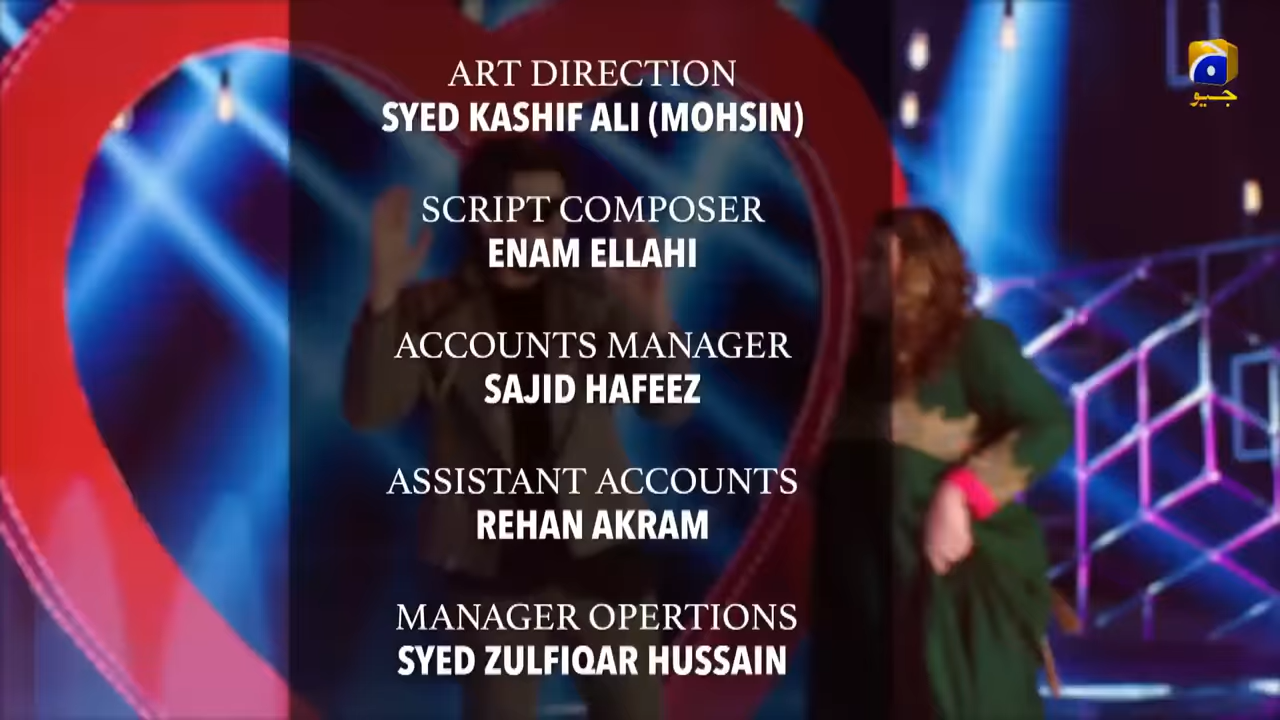 ART DIRECTION
SYED KASHIF ALI (MOHSIN)
SCRIPT COMPOSER
ENAM ELLAHI
ACCOUNTS MANAGER
SAJID HAFEEZ
ASSISTANT ACCOUNTS
REHAN AKRAM
MANAGER OPERTIONS
SYED ZULFIQAR HUSSAIN
جیو